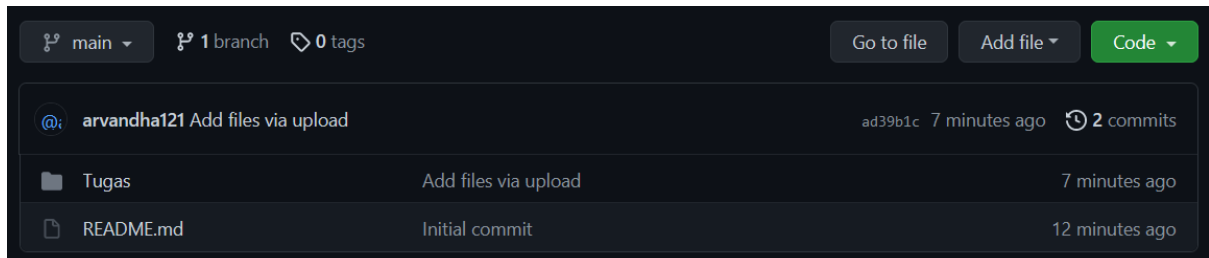 main 1 branch 0 tags Go to file Add file Code
arvandha121 Add files via upload ad39b1c 7 minutes ago 2 commits
Tugas Add files via upload 7 minutes ago
README.md Initial commit 12 minutes ago